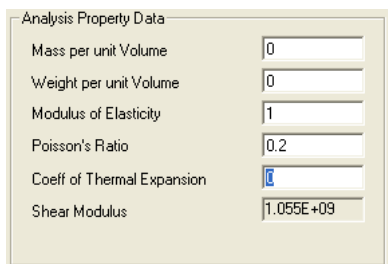 Analysis Property Data
Mass per unit Volume 0
Weight per unit Volume 0
Modulus of Elasticity 1
Poisson's Ratio 0.2
Coeff of Thermal Expansion 0
Shear Modulus 1.055E+09